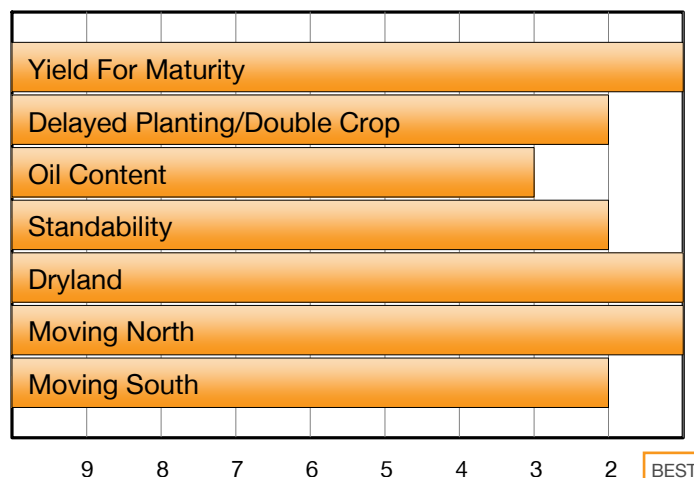 Yield For Maturity
Delayed Planting/Double Crop
Oil Content
Standability
Dryland
Moving North
Moving South
9 8 7 6 5 4 3 2 BEST